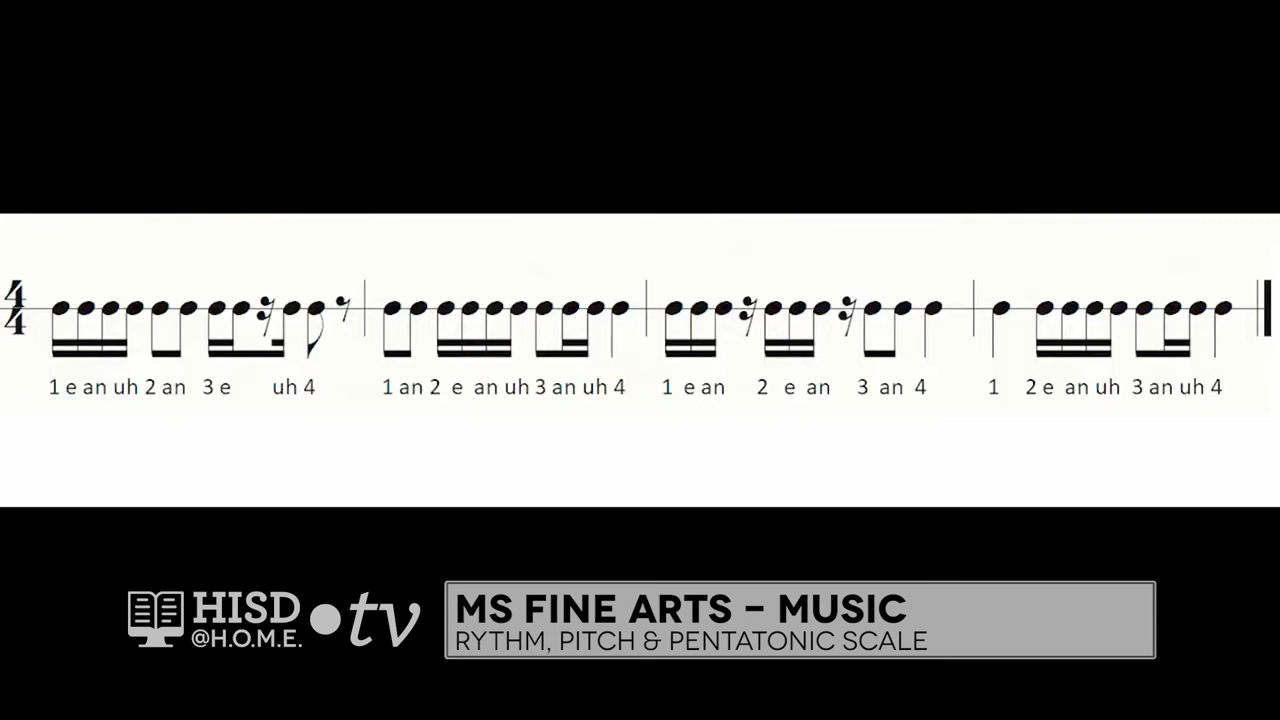 4
4
1 e an uh 2 an 3 e uh 4 1 an 2 e an uh 3 an uh 4 1 e an 2 e an 3 an 4 1 2 e an uh 3 an uh 4
HISD
@H.O.M.E. tv
MS FINE ARTS - MUSIC
RYTHM, PITCH & PENTATONIC SCALE